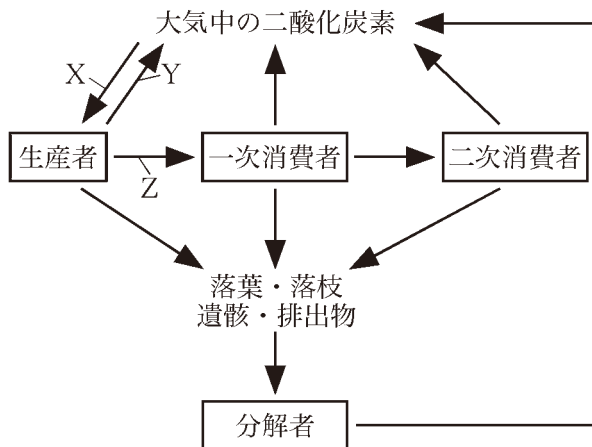 大気中の二酸化炭素
X
Y
生産者
一次消費者
二次消費者
Z
落葉・落枝
遺骸・排出物
分解者